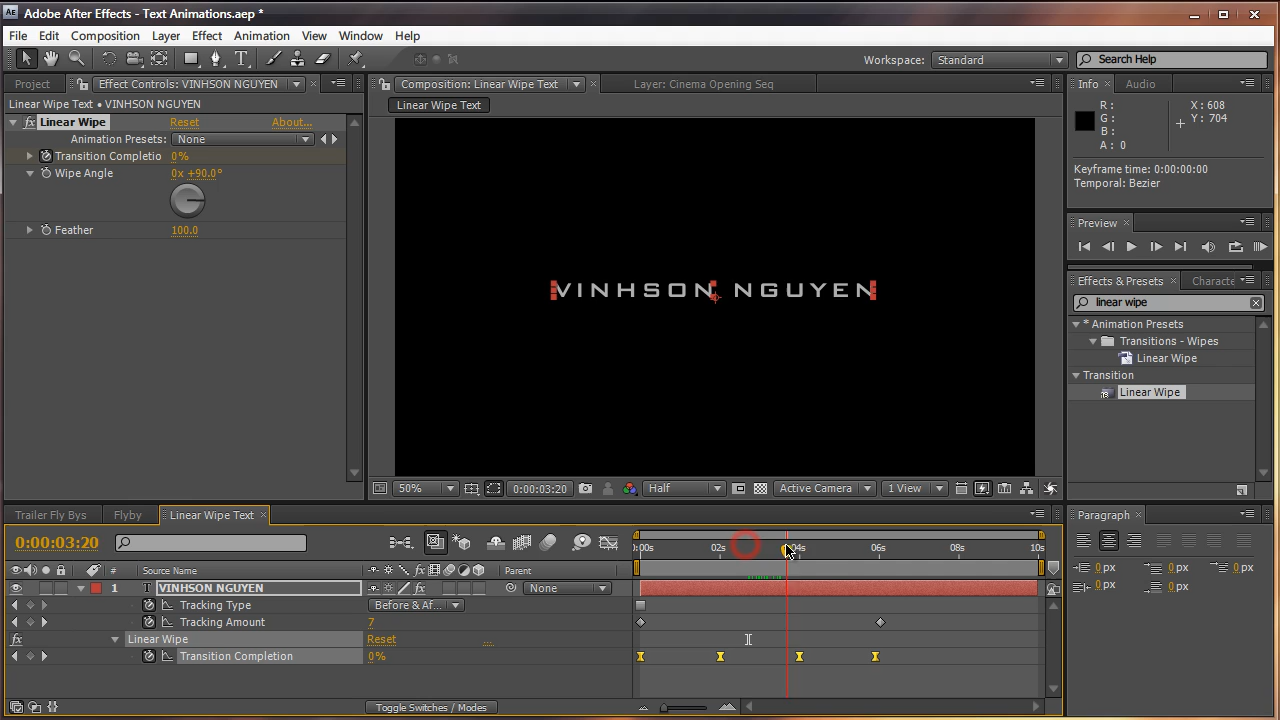 Adobe After Effects - Text Animations.aep *
File Edit Composition Layer Effect Animation View Window Help
Workspace: Standard Search Help
Project Effect Controls: VINHSON NGUYEN
Linear Wipe Text • VINHSON NGUYEN
fx Linear Wipe Reset About...
Animation Presets: None
Transition Completio 0%
Wipe Angle 0x +90.0°
Feather 100.0
Composition: Linear Wipe Text Layer: Cinema Opening Seq
Linear Wipe Text
VINHSON NGUYEN
50% 0:00:03:20 Half Active Camera 1 View
Info Audio
R: X: 608
G: Y: 704
B:
A: 0
Keyframe time: 0:00:00:00
Temporal: Bezier
Preview
Effects & Presets Characte
linear wipe
* Animation Presets
Transitions - Wipes
Linear Wipe
Transition
Linear Wipe
Trailer Fly Bys Flyby Linear Wipe Text
0:00:03:20
:00s 02s 04s 06s 08s 10s
# Source Name Parent
1 T VINHSON NGUYEN None
Tracking Type Before & Af...
Tracking Amount 7
fx Linear Wipe Reset ...
Transition Completion 0%
Toggle Switches / Modes
Paragraph
0 px 0 px 0 px
0 px 0 px